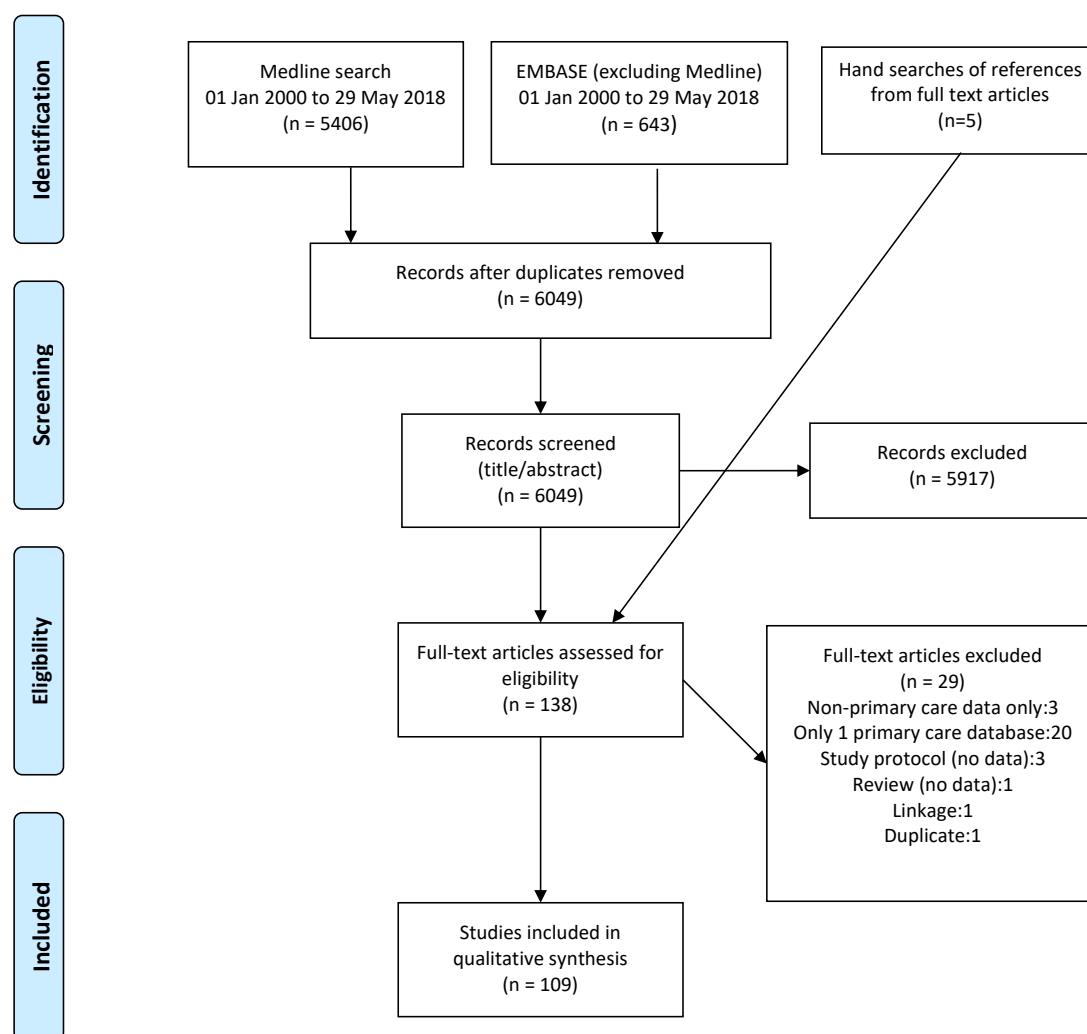 Identification
Medline search
01 Jan 2000 to 29 May 2018
(n = 5406)
EMBASE (excluding Medline)
01 Jan 2000 to 29 May 2018
(n = 643)
Hand searches of references
from full text articles
(n=5)
Records after duplicates removed
(n = 6049)
Screening
Records screened
(title/abstract)
(n = 6049)
Records excluded
(n = 5917)
Eligibility
Full-text articles assessed for
eligibility
(n = 138)
Full-text articles excluded
(n = 29)
Non-primary care data only:3
Only 1 primary care database:20
Study protocol (no data):3
Review (no data):1
Linkage:1
Duplicate:1
Included
Studies included in
qualitative synthesis
(n = 109)